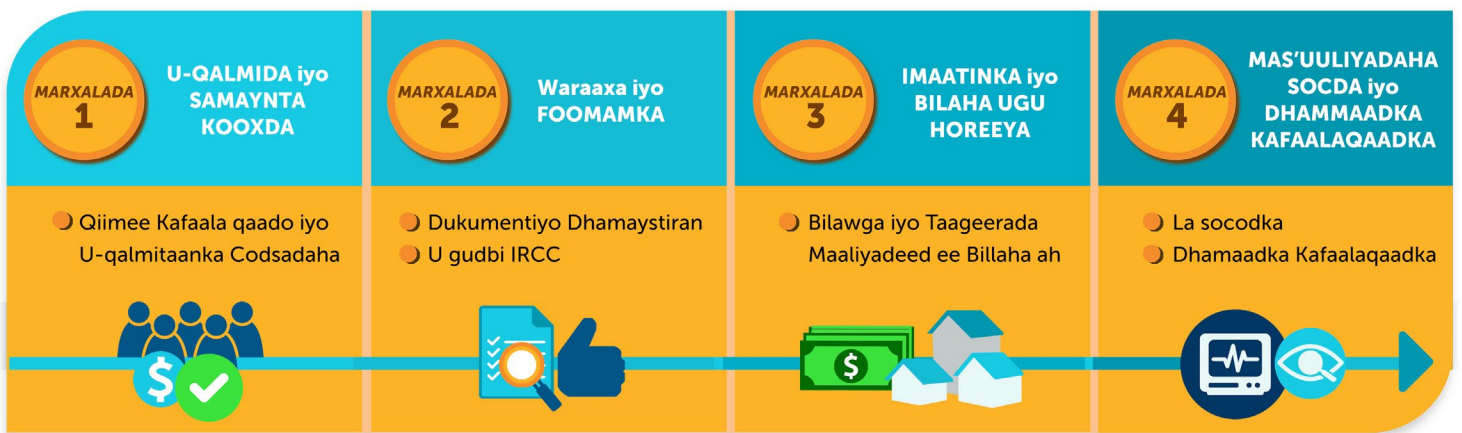 MARXALADA
1
U-QALMIDA iyo
SAMAYNTA
KOOXDA
Qiimee Kafaala qaado iyo
U-qalmitaanka Codsadaha
$
MARXALADA
2
Waraaxa iyo
FOOMAMKA
Dukumentiyo Dhamaystiran
U gudbi IRCC
MARXALADA
3
IMAATINKA iyo
BILAHA UGU
HOREEYA
Bilawga iyo Taageerada
Maaliyadeed ee Billaha ah
$
MARXALADA
4
MAS’UULIYADAHA
SOCDA iyo
DHAMMAADKA
KAFAALAQAADKA
La socodka
Dhamaadka Kafaalaqaadka